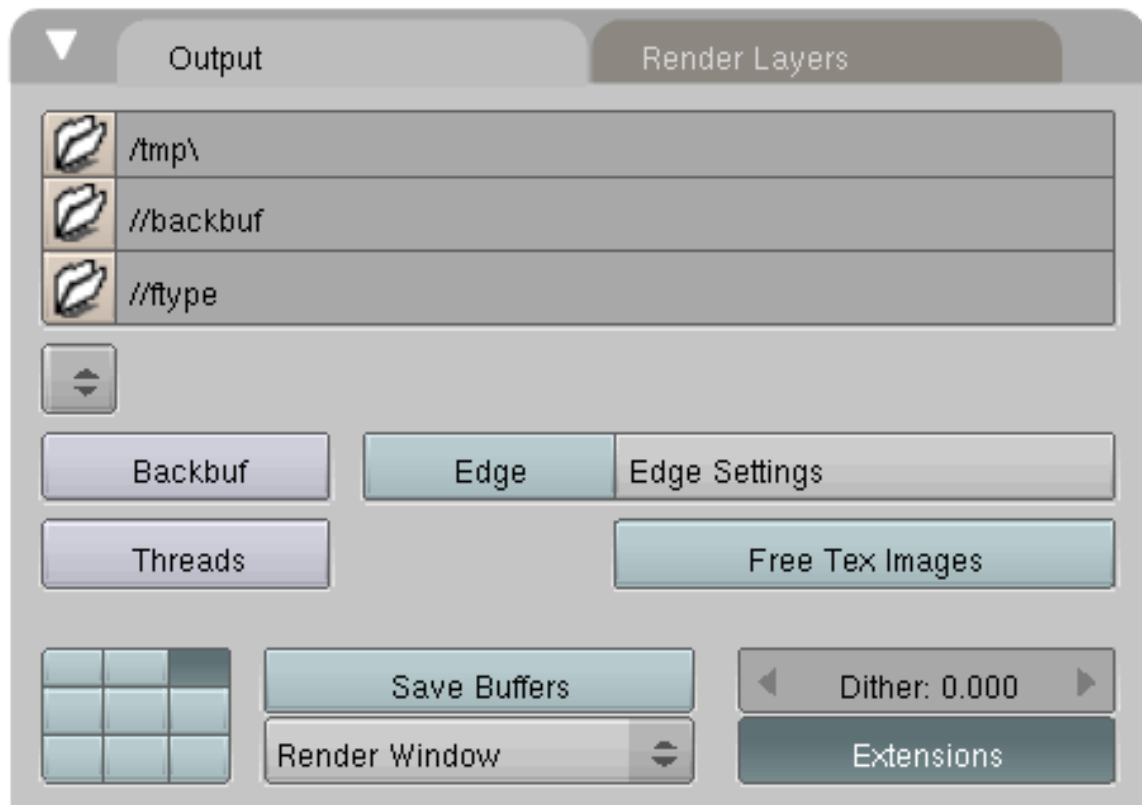 Output Render Layers
/tmp\
//backbuf
//ftype
Backbuf Edge Edge Settings
Threads Free Tex Images
Save Buffers Dither: 0.000
Render Window Extensions